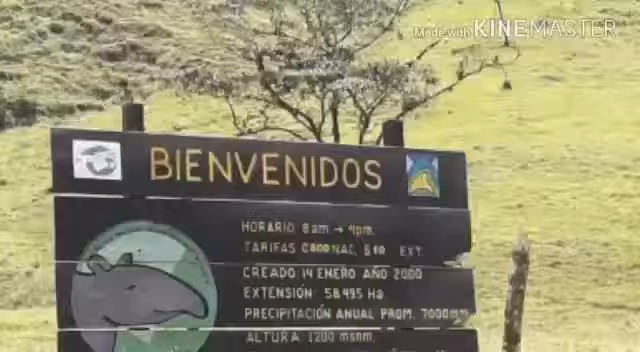 Made with KINEMASTER
BIENVENIDOS
HORARIO 8am → 4pm.
TARIFAS ₡800 NAC, $10 EXT.
CREADO 14 ENERO AÑO 2000
EXTENSIÓN: 58.495 Ha
PRECIPITACIÓN ANUAL PROM. 7000mm
ALTURA 1200 msnm.